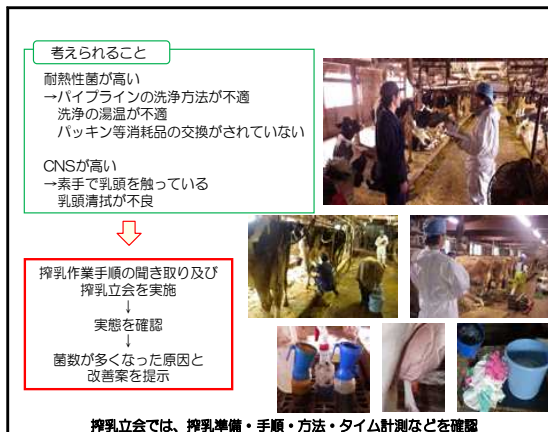 考えられること
耐熱性菌が高い
→パイプラインの洗浄方法が不適
洗浄の湯温が不適
パッキン等消耗品の交換がされていない
CNSが高い
→素手で乳頭を触っている
乳頭清拭が不良
搾乳作業手順の聞き取り及び
搾乳立会を実施
↓
実態を確認
↓
菌数が多くなった原因と
改善案を提示
搾乳立会では、搾乳準備・手順・方法・タイム計測などを確認